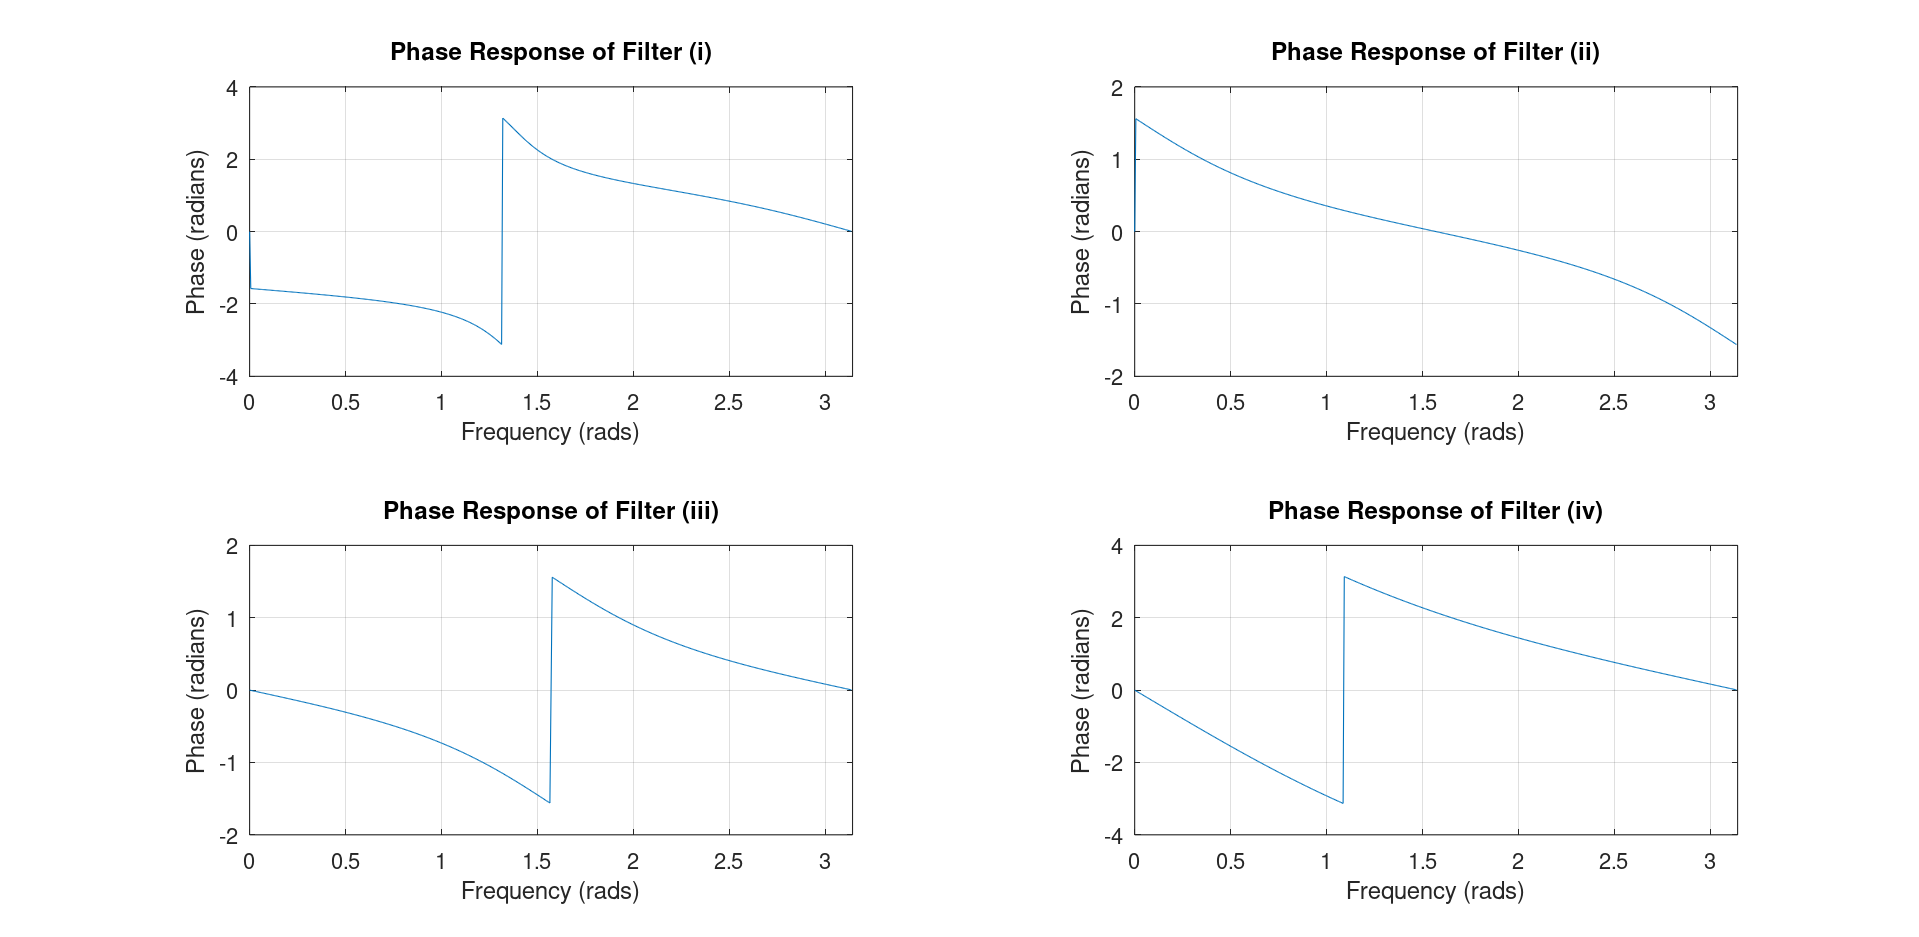 Phase Response of Filter (i)
4
2
0
-2
-4
Phase (radians)
0 0.5 1 1.5 2 2.5 3
Frequency (rads)
Phase Response of Filter (ii)
2
1
0
-1
-2
Phase (radians)
0 0.5 1 1.5 2 2.5 3
Frequency (rads)
Phase Response of Filter (iii)
2
1
0
-1
-2
Phase (radians)
0 0.5 1 1.5 2 2.5 3
Frequency (rads)
Phase Response of Filter (iv)
4
2
0
-2
-4
Phase (radians)
0 0.5 1 1.5 2 2.5 3
Frequency (rads)